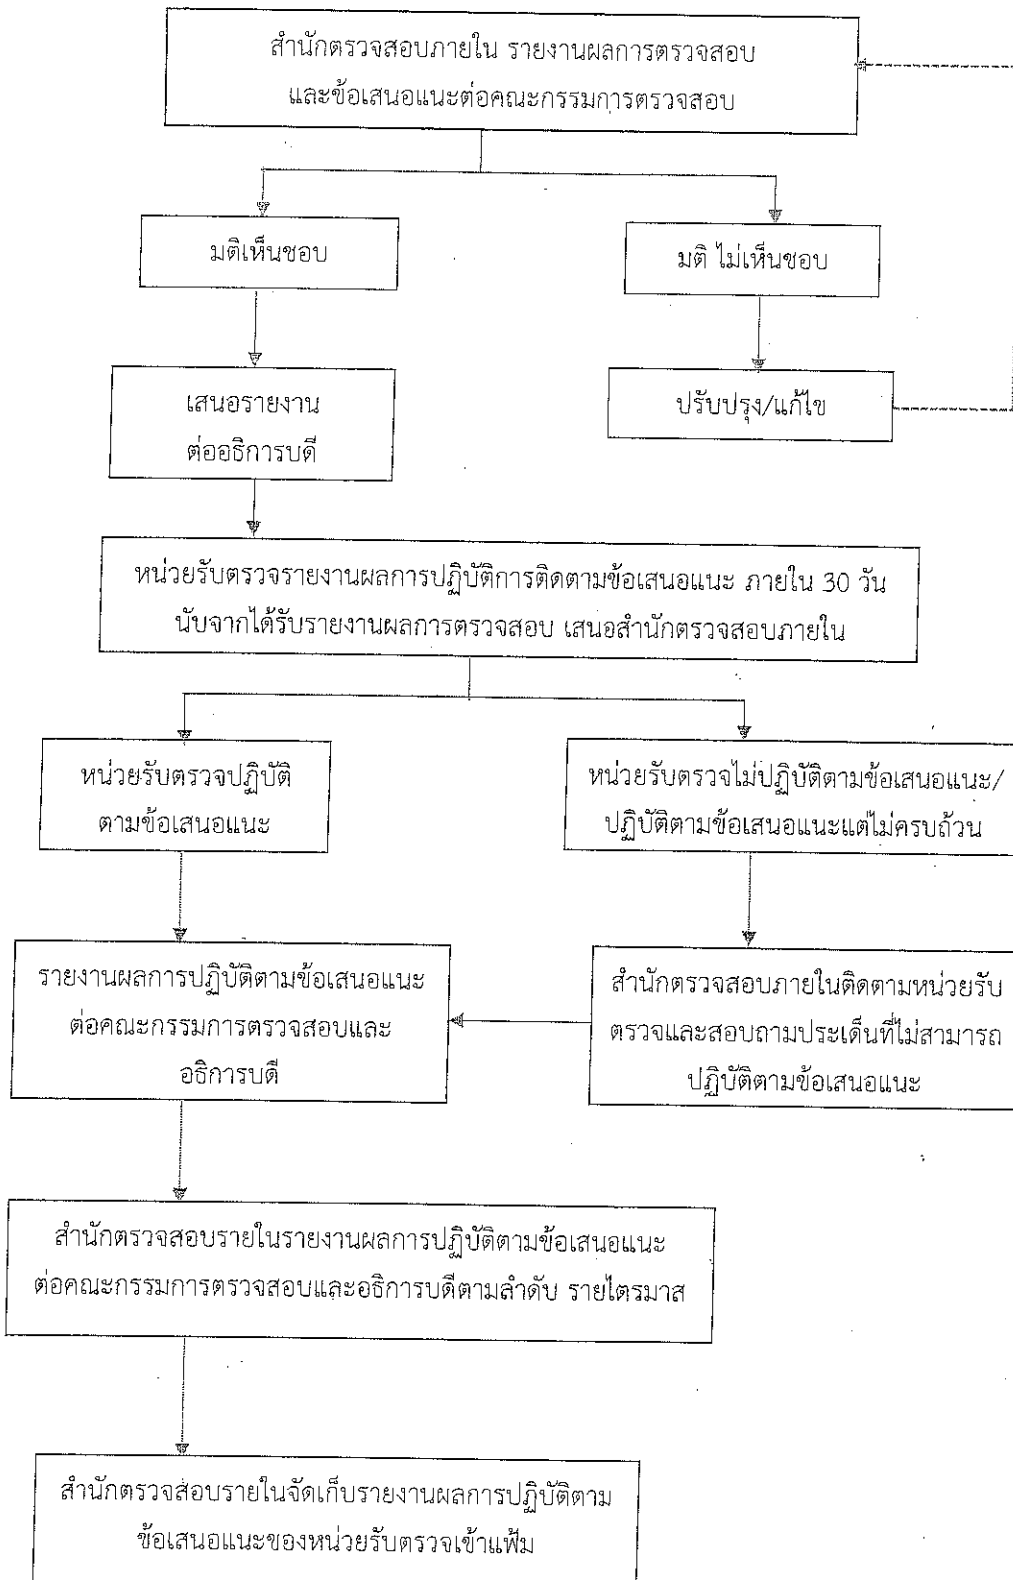 สำนักตรวจสอบภายใน รายงานผลการตรวจสอบ
และข้อเสนอแนะต่อคณะกรรมการตรวจสอบ
มติเห็นชอบ
มติ ไม่เห็นชอบ
เสนอรายงาน
ต่ออธิการบดี
ปรับปรุง/แก้ไข
หน่วยรับตรวจรายงานผลการปฏิบัติการติดตามข้อเสนอแนะ ภายใน 30 วัน
นับจากได้รับรายงานผลการตรวจสอบ เสนอสำนักตรวจสอบภายใน
หน่วยรับตรวจปฏิบัติ
ตามข้อเสนอแนะ
หน่วยรับตรวจไม่ปฏิบัติตามข้อเสนอแนะ/
ปฏิบัติตามข้อเสนอแนะแต่ไม่ครบถ้วน
รายงานผลการปฏิบัติตามข้อเสนอแนะ
ต่อคณะกรรมการตรวจสอบและ
อธิการบดี
สำนักตรวจสอบภายในติดตามหน่วยรับ
ตรวจและสอบถามประเด็นที่ไม่สามารถ
ปฏิบัติตามข้อเสนอแนะ
สำนักตรวจสอบรายในรายงานผลการปฏิบัติตามข้อเสนอแนะ
ต่อคณะกรรมการตรวจสอบและอธิการบดีตามลำดับ รายไตรมาส
สำนักตรวจสอบรายในจัดเก็บรายงานผลการปฏิบัติตาม
ข้อเสนอแนะของหน่วยรับตรวจเข้าแฟ้ม